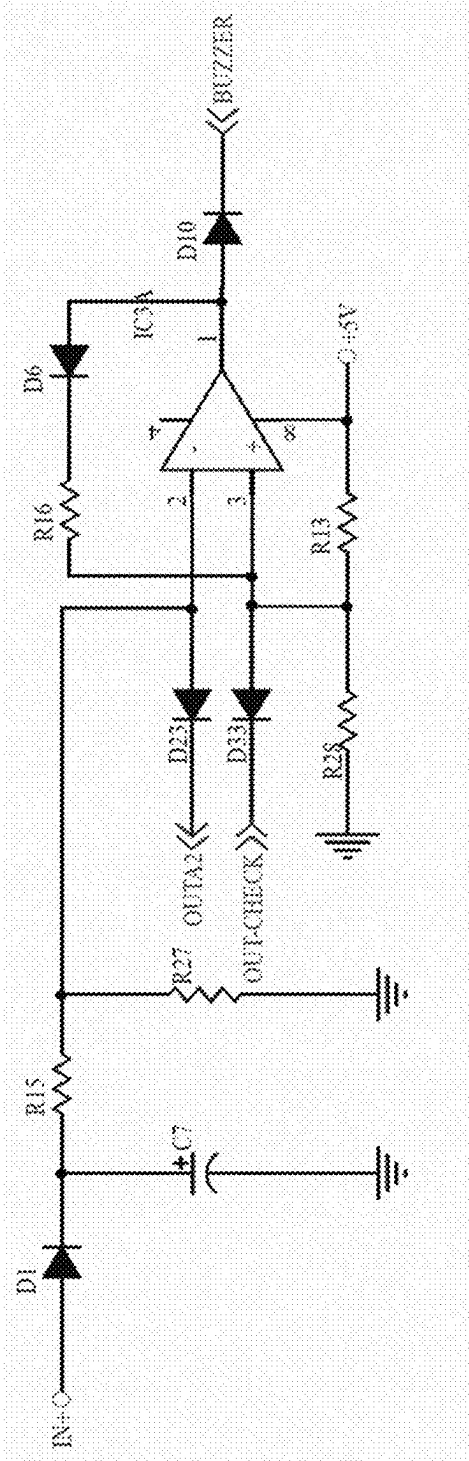 IN+
D1
R15
+
C7
R27
R16
D6
OUTA2
D23
2
-
4
IC3A
1
D10
BUZZER
OUT-CHECK
D33
3
+
8
R28
R13
+5V